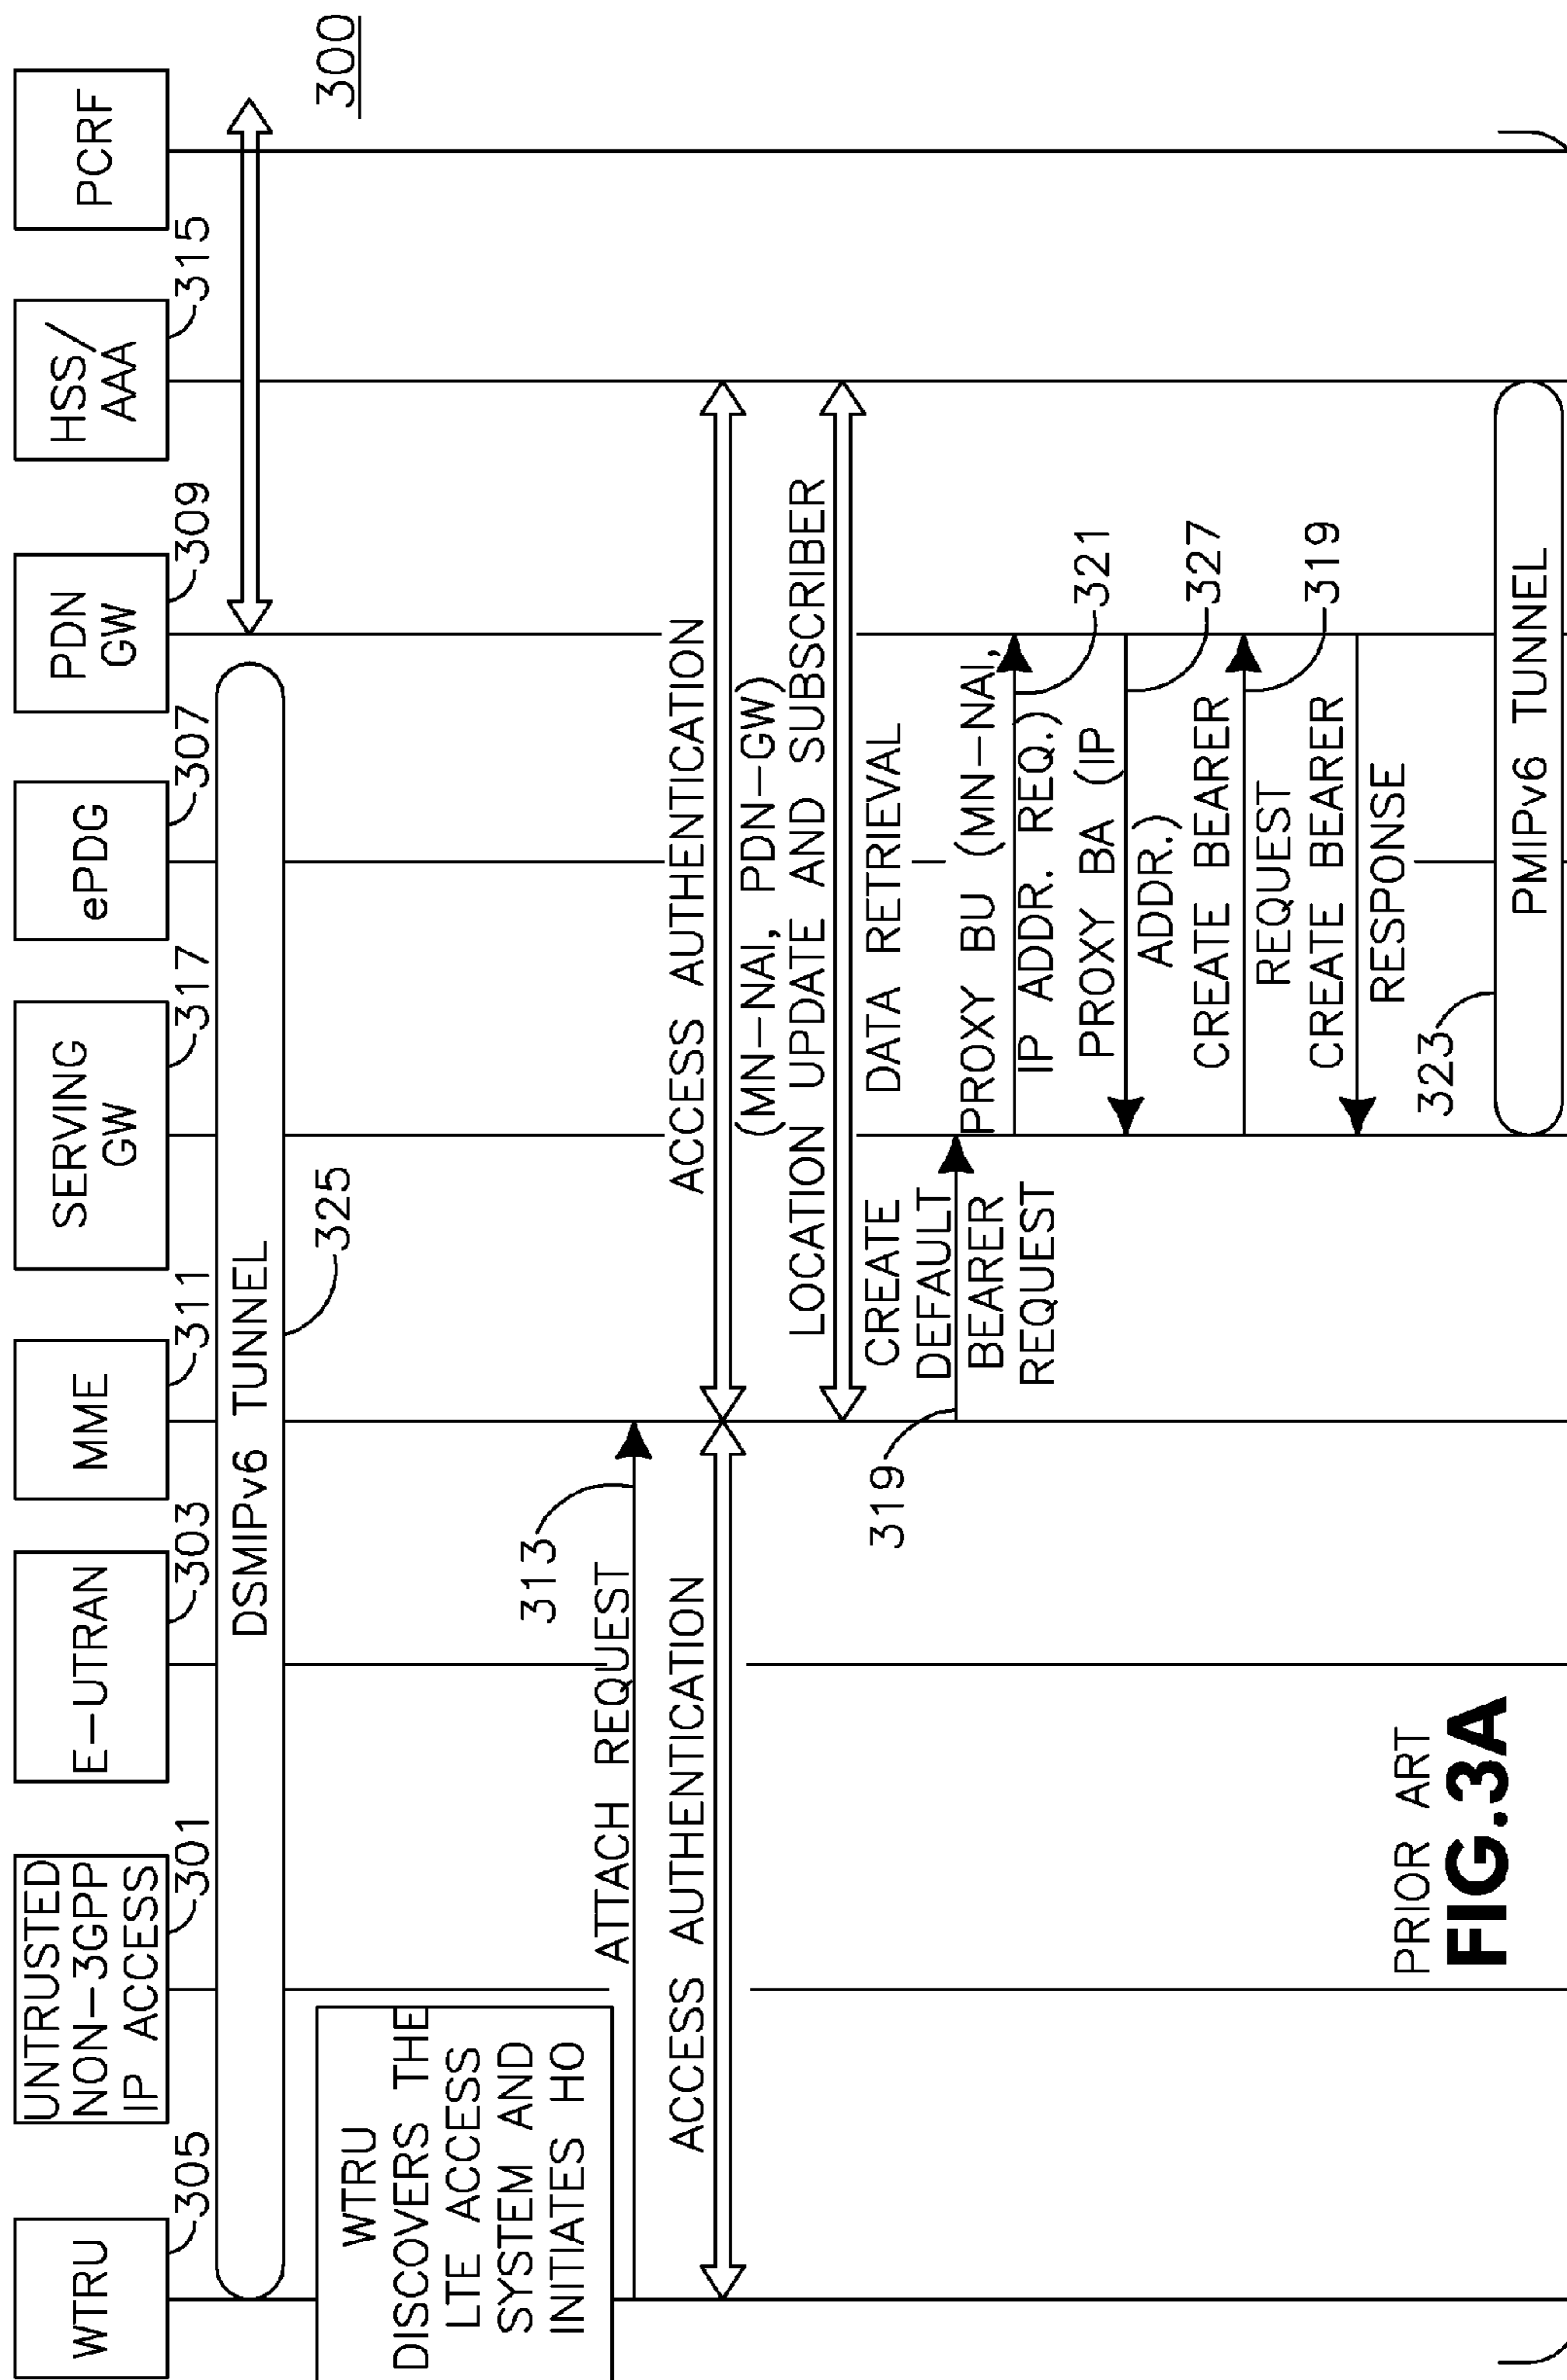 WTRU
305
UNTRUSTED
NON-3GPP
IP ACCESS
301
E-UTRAN
303
MME
311
SERVING
GW
317
ePDG
307
PDN
GW
309
HSS/
AAA
315
PCRF
300
DSMIPv6 TUNNEL
325
WTRU
DISCOVERS THE
LTE ACCESS
SYSTEM AND
INITIATES HO
313
ATTACH REQUEST
ACCESS AUTHENTICATION
ACCESS AUTHENTICATION
(MN-NAI, PDN-GW)
LOCATION UPDATE AND SUBSCRIBER
DATA RETRIEVAL
319
CREATE
DEFAULT
BEARER
REQUEST
PROXY BU (MN-NAI,
IP ADDR. REQ.)
321
PROXY BA (IP
ADDR.)
327
CREATE BEARER
REQUEST
319
CREATE BEARER
RESPONSE
323
PMIPv6 TUNNEL
PRIOR ART
FIG.3A